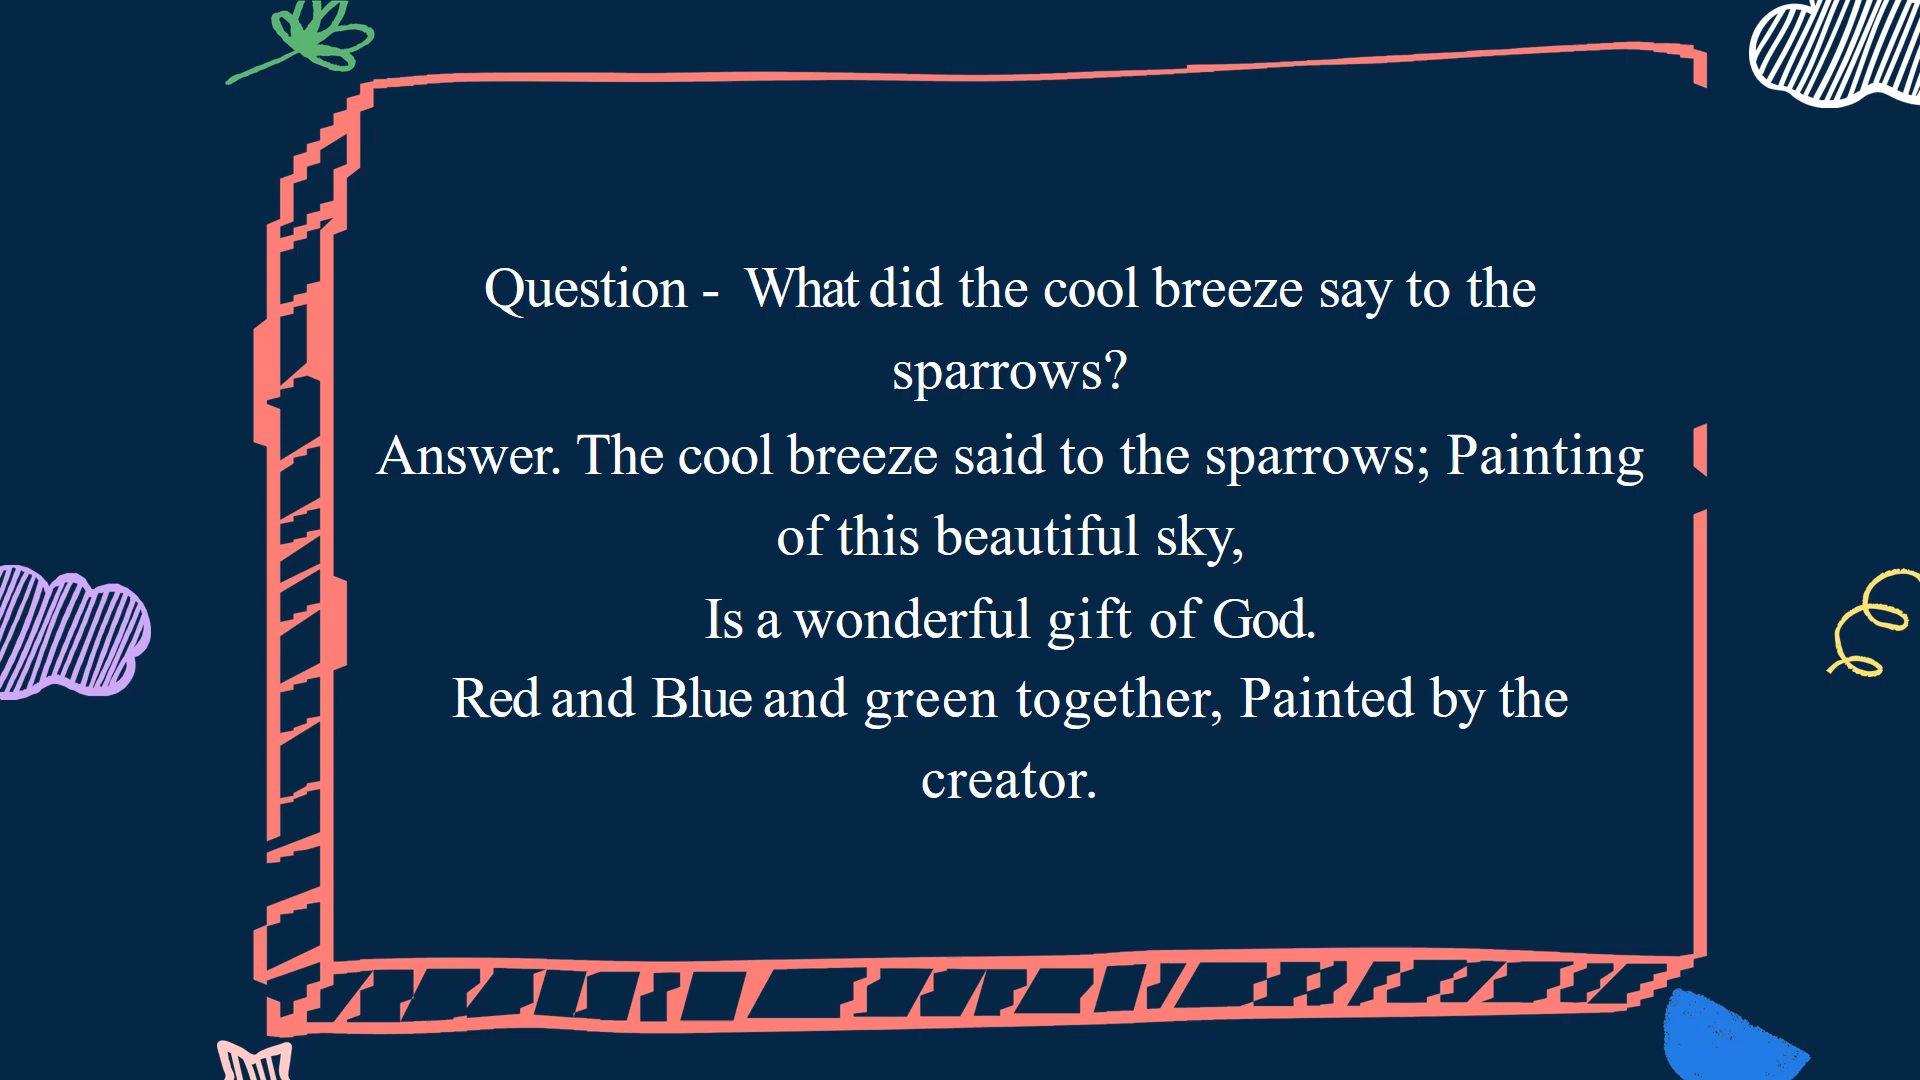 Question - What did the cool breeze say to the
sparrows?
Answer. The cool breeze said to the sparrows; Painting
of this beautiful sky,
Is a wonderful gift of God.
Red and Blue and green together, Painted by the
creator.